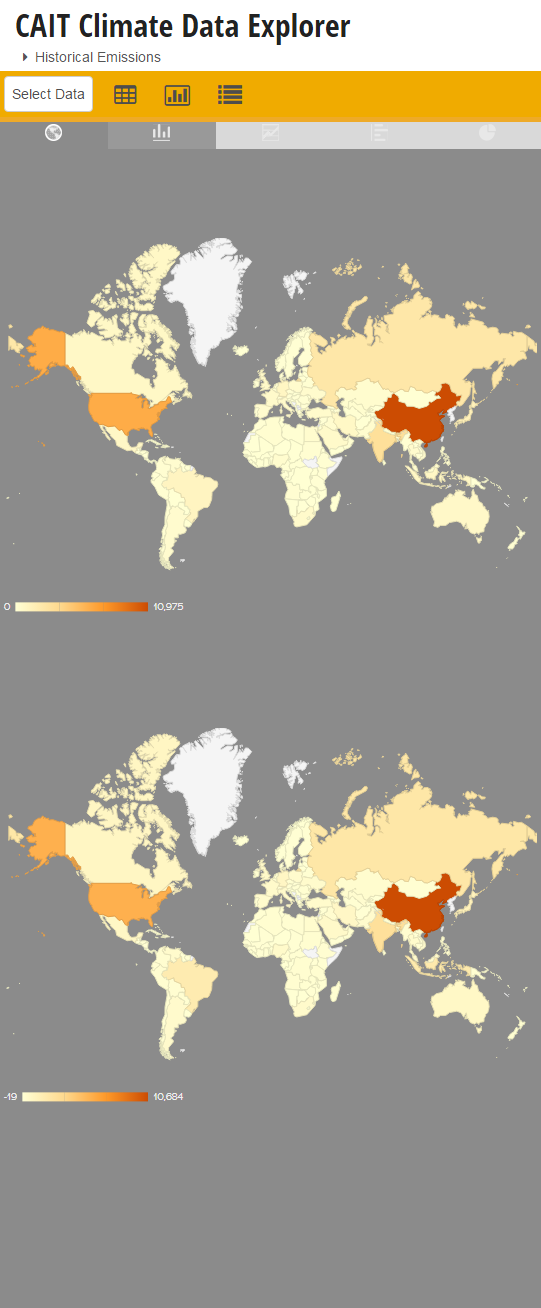 CAIT Climate Data Explorer
Historical Emissions
Select Data
0 10,975
-19 10,684